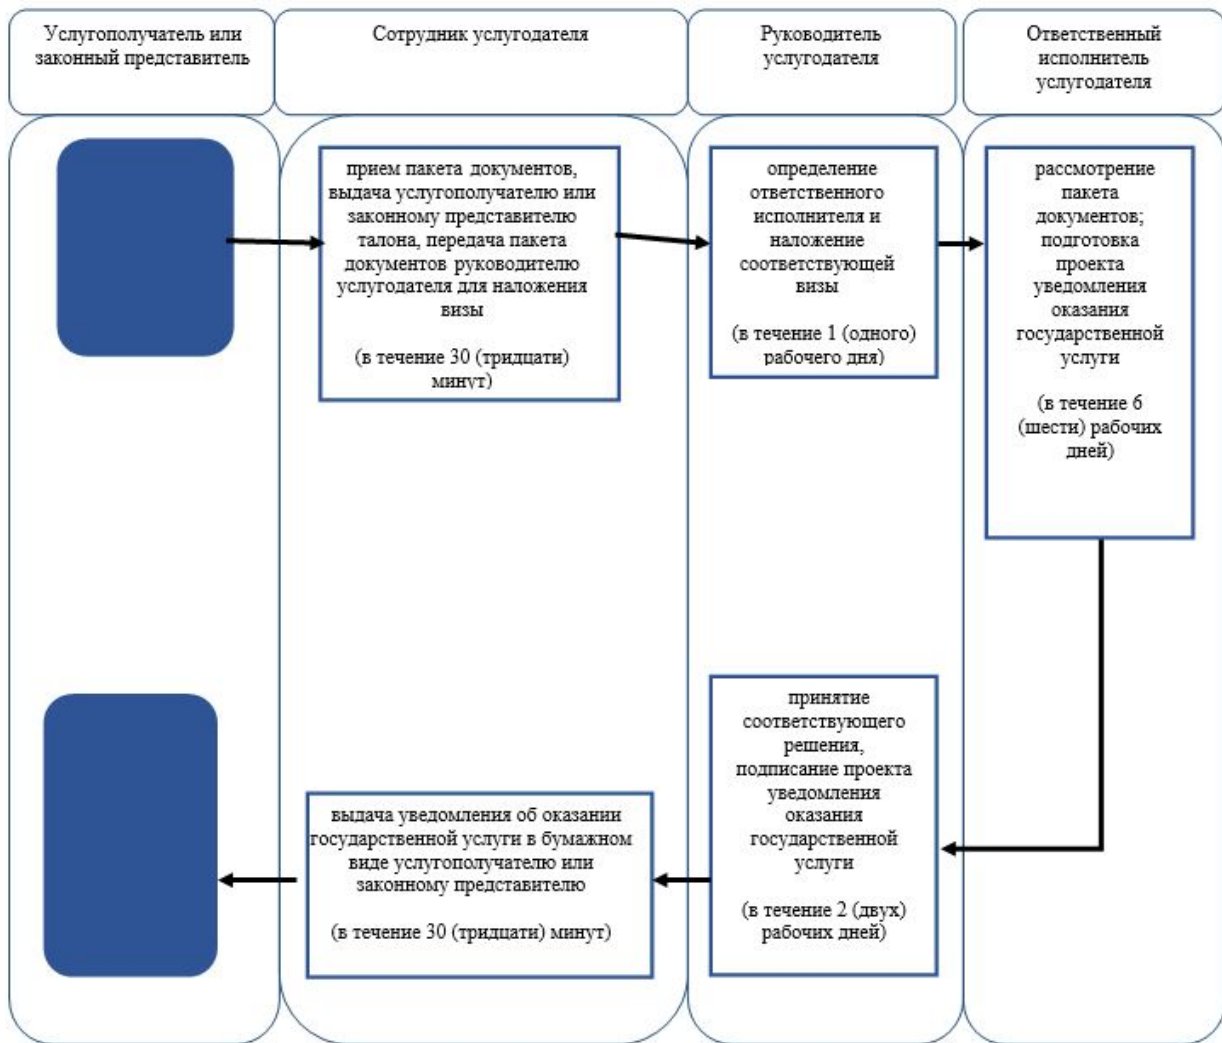 Услугополучатель или
законный представитель
Сотрудник услугодателя
Руководитель
услугодателя
Ответственный
исполнитель
услугодателя
прием пакета документов,
выдача услугополучателю или
законному представителю
талона, передача пакета
документов руководителю
услугодателя для наложения
визы
(в течение 30 (тридцати)
минут)
определение
ответственного
исполнителя и
наложение
соответствующей
визы
(в течение 1 (одного)
рабочего дня)
рассмотрение
пакета
документов;
подготовка
проекта
уведомления
оказания
государственной
услуги
(в течение 6
(шести) рабочих
дней)
принятие
соответствующего
решения,
подписание проекта
уведомления
оказания
государственной
услуги
(в течение 2 (двух)
рабочих дней)
выдача уведомления об оказании
государственной услуги в бумажном
виде услугополучателю или
законному представителю
(в течение 30 (тридцати) минут)